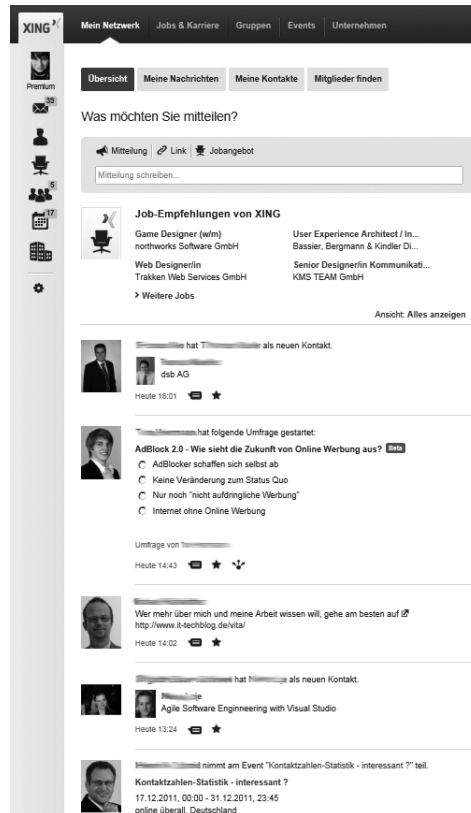 XING
Mein Netzwerk Jobs & Karriere Gruppen Events Unternehmen
Premium
39
5
17
Übersicht Meine Nachrichten Meine Kontakte Mitglieder finden
Was möchten Sie mitteilen?
Mitteilung Link Jobangebot
Mitteilung schreiben...
Job-Empfehlungen von XING
Game Designer (w/m) User Experience Architect / In...
northworks Software GmbH Bassier, Bergmann & Kindler Di...
Web Designer/in Senior Designer/in Kommunikati...
Trakken Web Services GmbH KMS TEAM GmbH
Weitere Jobs
Ansicht: Alles anzeigen
hat als neuen Kontakt.
dsb AG
Heute 16:01
hat folgende Umfrage gestartet:
AdBlock 2.0 - Wie sieht die Zukunft von Online Werbung aus? Beta
AdBlocker schaffen sich selbst ab
Keine Veränderung zum Status Quo
Nur noch "nicht aufdringliche Werbung"
Internet ohne Online Werbung
Umfrage von
Heute 14:43
Wer mehr über mich und meine Arbeit wissen will, gehe am besten auf
http://www.it-techblog.de/vita/
Heute 14:02
hat als neuen Kontakt.
Agile Software Enginneering with Visual Studio
Heute 13:24
nimmt am Event "Kontaktzahlen-Statistik - interessant ?" teil.
Kontaktzahlen-Statistik - interessant ?
17.12.2011, 00:00 - 31.12.2011, 23:45
online überall, Deutschland